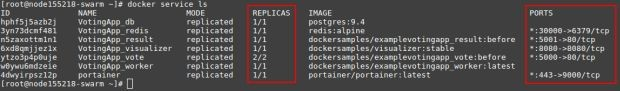 [root@node155218-swarm ~]# docker service ls
ID NAME MODE REPLICAS IMAGE PORTS
hphf5j5azb2j VotingApp_db replicated 1/1 postgres:9.4
3yn73dcmf481 VotingApp_redis replicated 1/1 redis:alpine *:30000->6379/tcp
n5zaxottm1n1 VotingApp_result replicated 1/1 dockersamples/examplevotingapp_result:before *:5001->80/tcp
6xd8qmjjez1x VotingApp_visualizer replicated 1/1 dockersamples/visualizer:stable *:8080->8080/tcp
ytzo3p4p0uje VotingApp_vote replicated 2/2 dockersamples/examplevotingapp_vote:before *:5000->80/tcp
w0ywu6mdzeie VotingApp_worker replicated 1/1 dockersamples/examplevotingapp_worker:latest
4dwyirpsz12p portainer replicated 1/1 portainer/portainer:latest *:443->9000/tcp
[root@node155218-swarm ~]#